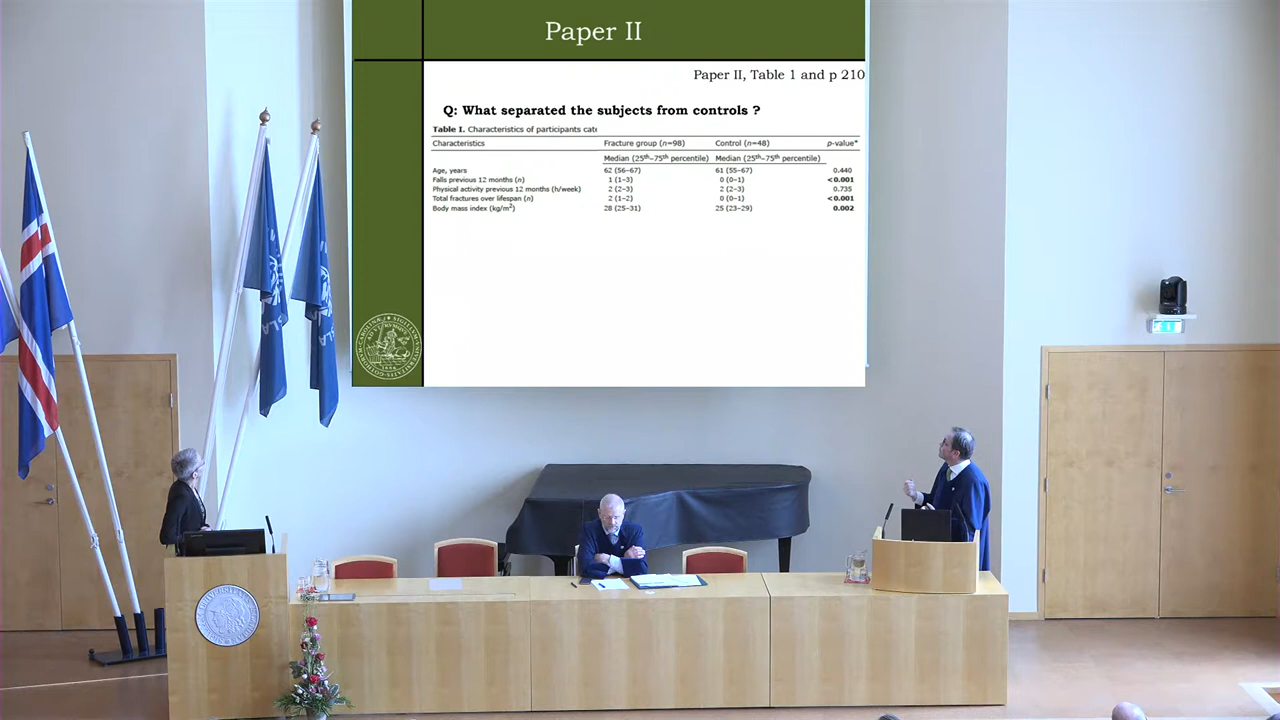 Paper II
Paper II, Table 1 and p 210
Q: What separated the subjects from controls ?
Table I. Characteristics of participants cate
Characteristics Fracture group (n=98) Control (n=48) p-value*
Median (25th–75th percentile) Median (25th–75th percentile)
Age, years 62 (56–67) 61 (55–67) 0.440
Falls previous 12 months (n) 1 (1–3) 0 (0–1) <0.001
Physical activity previous 12 months (h/week) 2 (2–3) 2 (2–3) 0.735
Total fractures over lifespan (n) 2 (1–2) 0 (0–1) <0.001
Body mass index (kg/m2) 28 (25–31) 25 (23–29) 0.002